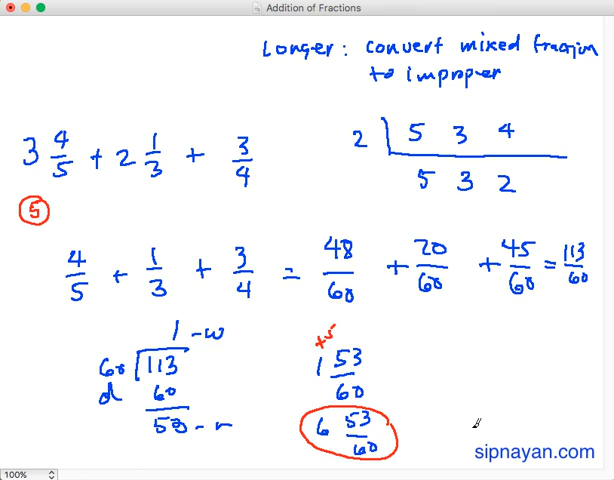 Addition of Fractions
Longer: convert mixed fraction
to improper
3 4/5 + 2 1/3 + 3/4
2 5 3 4
5 3 2
5
4/5 + 1/3 + 3/4 = 48/60 + 20/60 + 45/60 = 113/60
1 - w
60 113
d 60
53 - r
+5
1 53/60
6 53/60
sipnayan.com
100%